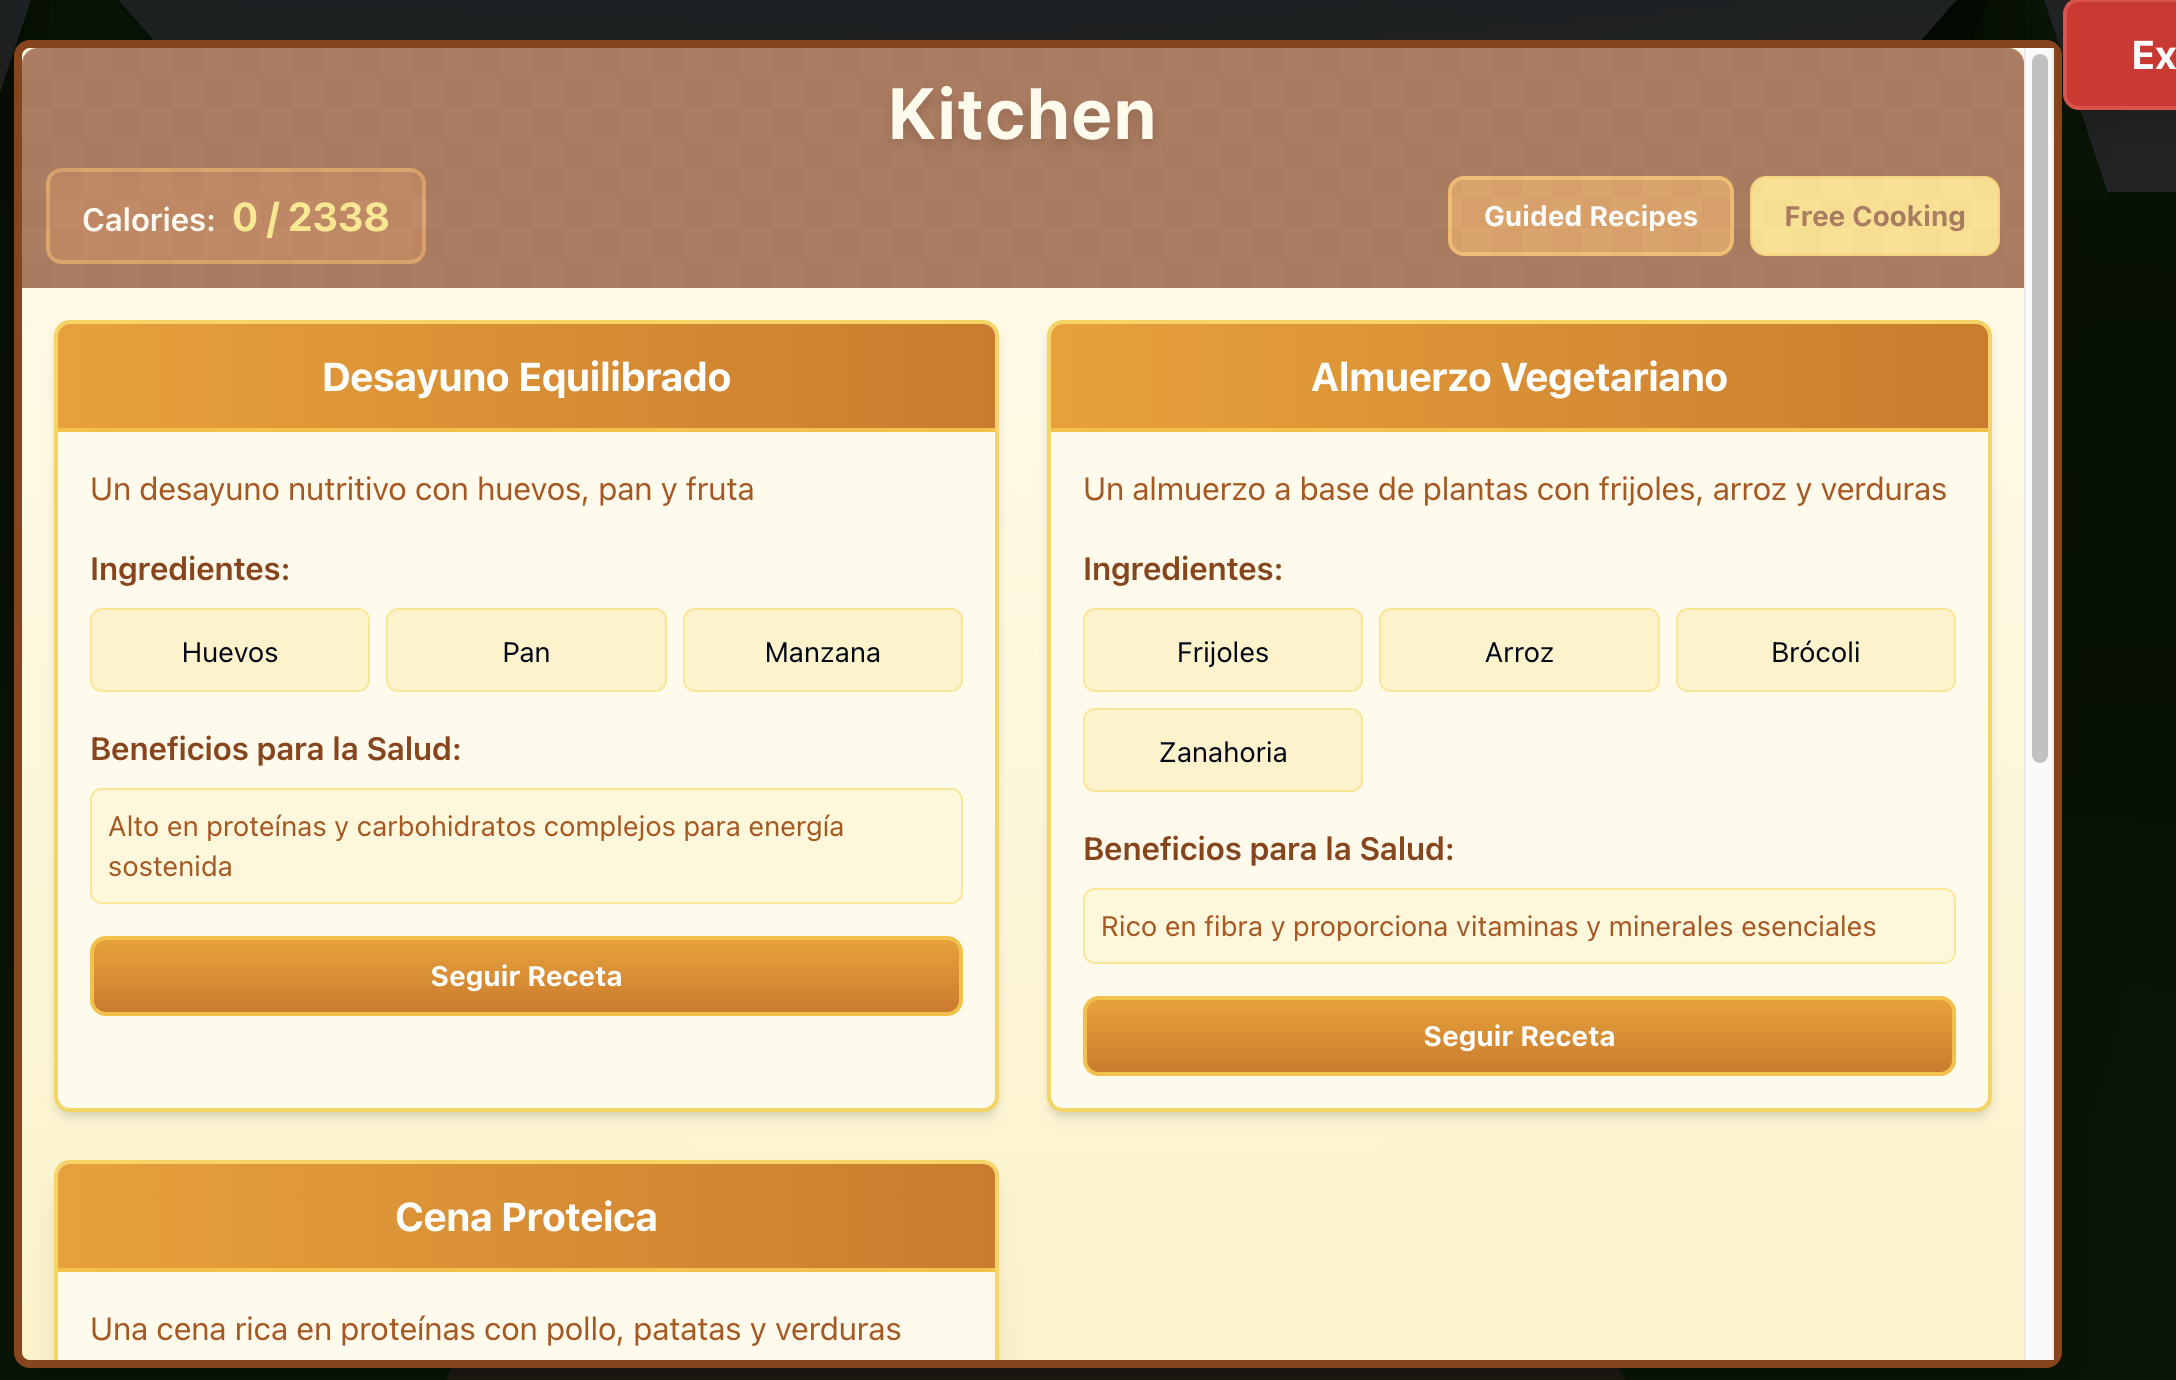 Kitchen
Ex
Calories: 0 / 2338
Guided Recipes
Free Cooking
Desayuno Equilibrado
Un desayuno nutritivo con huevos, pan y fruta
Ingredientes:
Huevos
Pan
Manzana
Beneficios para la Salud:
Alto en proteínas y carbohidratos complejos para energía
sostenida
Seguir Receta
Almuerzo Vegetariano
Un almuerzo a base de plantas con frijoles, arroz y verduras
Ingredientes:
Frijoles
Arroz
Brócoli
Zanahoria
Beneficios para la Salud:
Rico en fibra y proporciona vitaminas y minerales esenciales
Seguir Receta
Cena Proteica
Una cena rica en proteínas con pollo, patatas y verduras